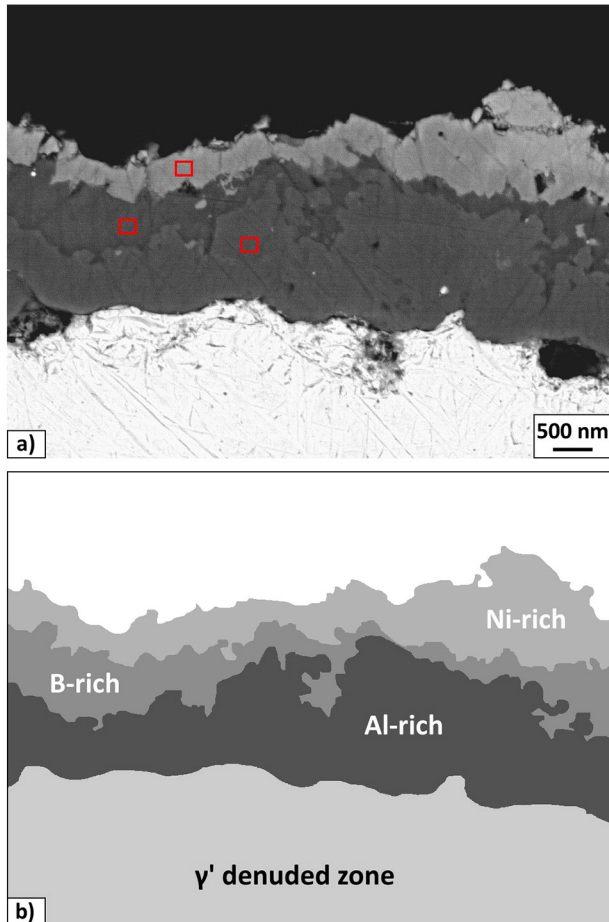 a)
500 nm
Ni-rich
B-rich
Al-rich
γ' denuded zone
b)